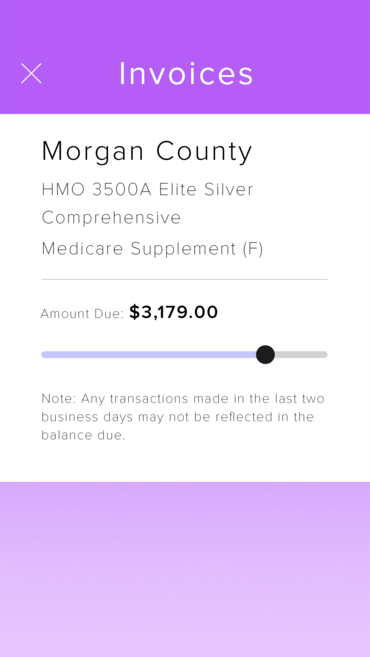 Invoices
Morgan County
HMO 3500A Elite Silver
Comprehensive
Medicare Supplement (F)
Amount Due: $3,179.00
Note: Any transactions made in the last two
business days may not be reflected in the
balance due.